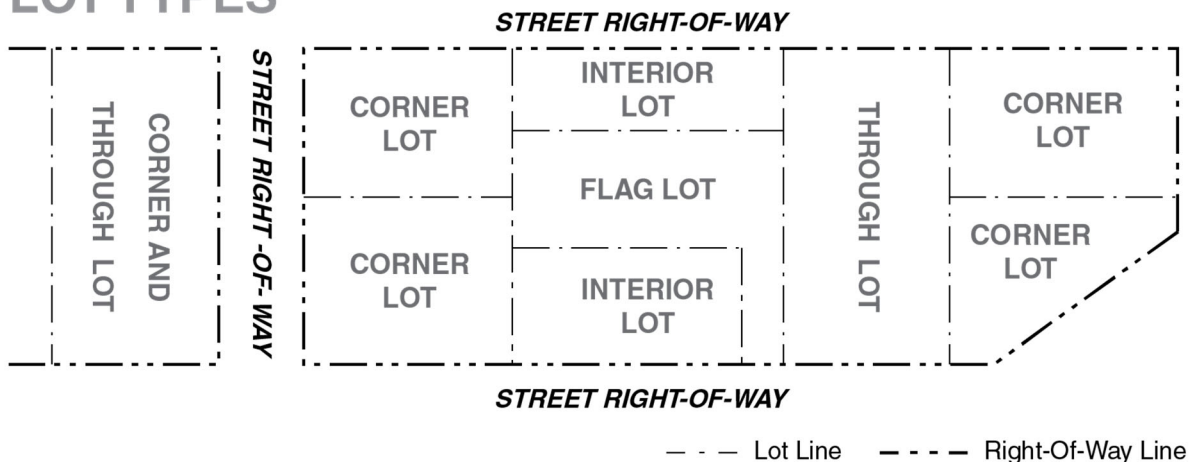 LOT TYPES
STREET RIGHT-OF-WAY
CORNER AND
THROUGH LOT
STREET RIGHT -OF- WAY
CORNER
LOT
INTERIOR
LOT
THROUGH LOT
CORNER
LOT
FLAG LOT
CORNER
LOT
INTERIOR
LOT
CORNER
LOT
STREET RIGHT-OF-WAY
Lot Line
Right-Of-Way Line